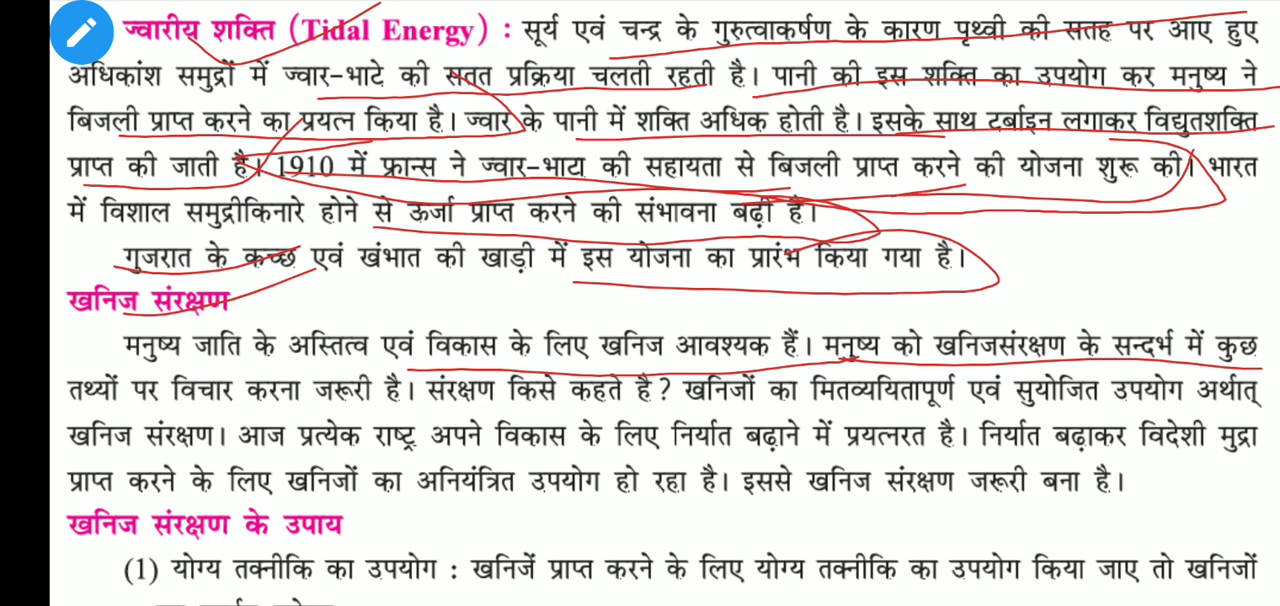 ज्वारीय शक्ति (Tidal Energy) : सूर्य एवं चन्द्र के गुरुत्वाकर्षण के कारण पृथ्वी की सतह पर आए हुए
अधिकांश समुद्रों में ज्वार-भाटे की सतत प्रक्रिया चलती रहती है। पानी की इस शक्ति का उपयोग कर मनुष्य ने
बिजली प्राप्त करने का प्रयत्न किया है। ज्वार के पानी में शक्ति अधिक होती है। इसके साथ टर्बाइन लगाकर विद्युतशक्ति
प्राप्त की जाती है। 1910 में फ्रान्स ने ज्वार-भाटा की सहायता से बिजली प्राप्त करने की योजना शुरू की। भारत
में विशाल समुद्रीकिनारे होने से ऊर्जा प्राप्त करने की संभावना बढ़ी है।
गुजरात के कच्छ एवं खंभात की खाड़ी में इस योजना का प्रारंभ किया गया है।
खनिज संरक्षण
मनुष्य जाति के अस्तित्व एवं विकास के लिए खनिज आवश्यक हैं। मनुष्य को खनिजसंरक्षण के सन्दर्भ में कुछ
तथ्यों पर विचार करना जरूरी है। संरक्षण किसे कहते है? खनिजों का मितव्ययितापूर्ण एवं सुयोजित उपयोग अर्थात्
खनिज संरक्षण। आज प्रत्येक राष्ट्र अपने विकास के लिए निर्यात बढ़ाने में प्रयत्नरत है। निर्यात बढ़ाकर विदेशी मुद्रा
प्राप्त करने के लिए खनिजों का अनियंत्रित उपयोग हो रहा है। इससे खनिज संरक्षण जरूरी बना है।
खनिज संरक्षण के उपाय
(1) योग्य तक्नीकि का उपयोग : खनिजें प्राप्त करने के लिए योग्य तक्नीकि का उपयोग किया जाए तो खनिजों